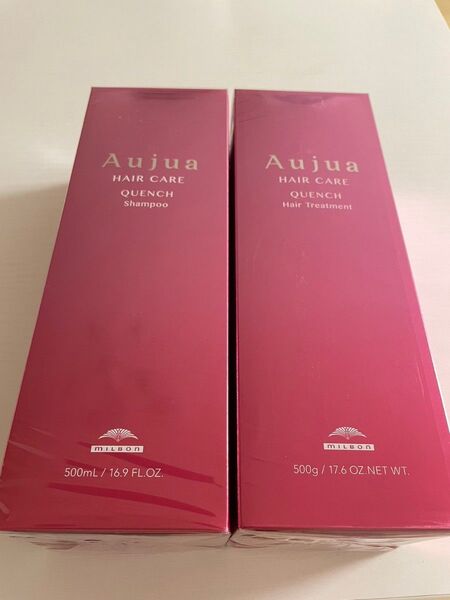 Aujua
HAIR CARE
QUENCH
Shampoo
MILBON
500mL / 16.9 FL.OZ.
Aujua
HAIR CARE
QUENCH
Hair Treatment
MILBON
500g / 17.6 OZ.NET WT.